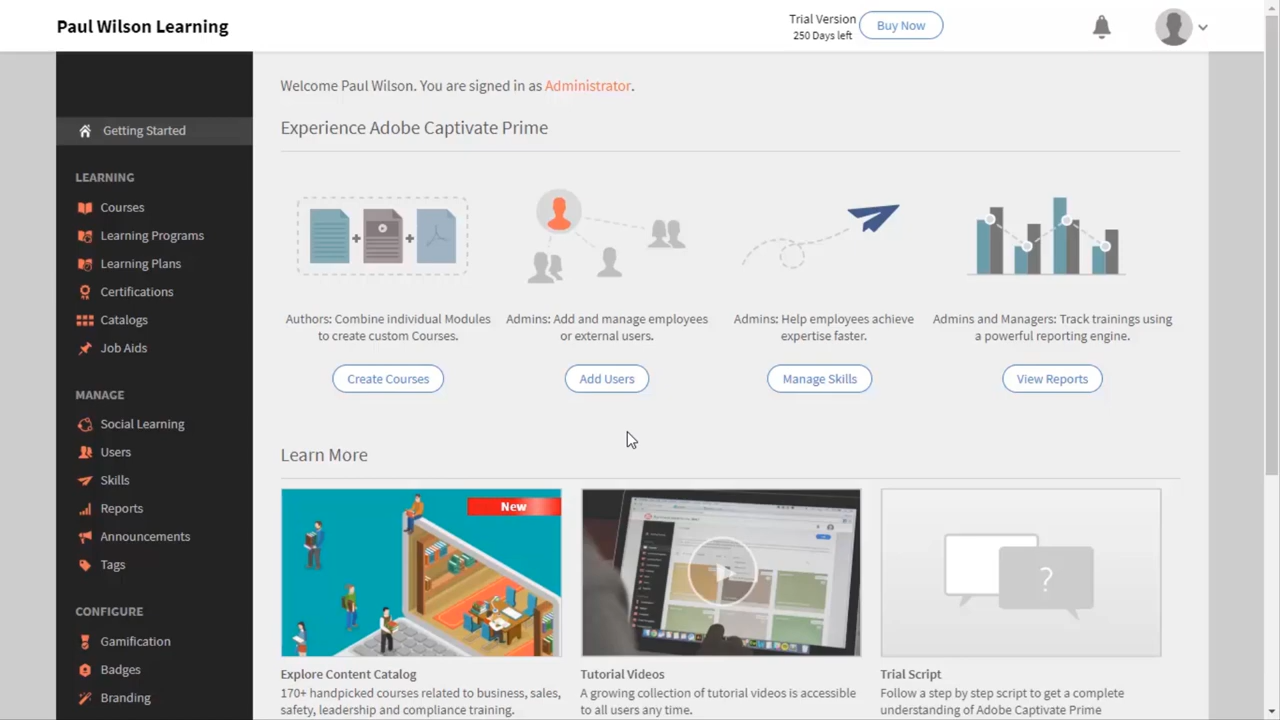 Paul Wilson Learning
Trial Version
250 Days left
Buy Now
Getting Started
LEARNING
Courses
Learning Programs
Learning Plans
Certifications
Catalogs
Job Aids
MANAGE
Social Learning
Users
Skills
Reports
Announcements
Tags
CONFIGURE
Gamification
Badges
Branding
Welcome Paul Wilson. You are signed in as Administrator.
Experience Adobe Captivate Prime
Authors: Combine individual Modules
to create custom Courses.
Create Courses
Admins: Add and manage employees
or external users.
Add Users
Admins: Help employees achieve
expertise faster.
Manage Skills
Admins and Managers: Track trainings using
a powerful reporting engine.
View Reports
Learn More
New
Explore Content Catalog
170+ handpicked courses related to business, sales,
safety, leadership and compliance training.
Tutorial Videos
A growing collection of tutorial videos is accessible
to all users any time.
?
Trial Script
Follow a step by step script to get a complete
understanding of Adobe Captivate Prime